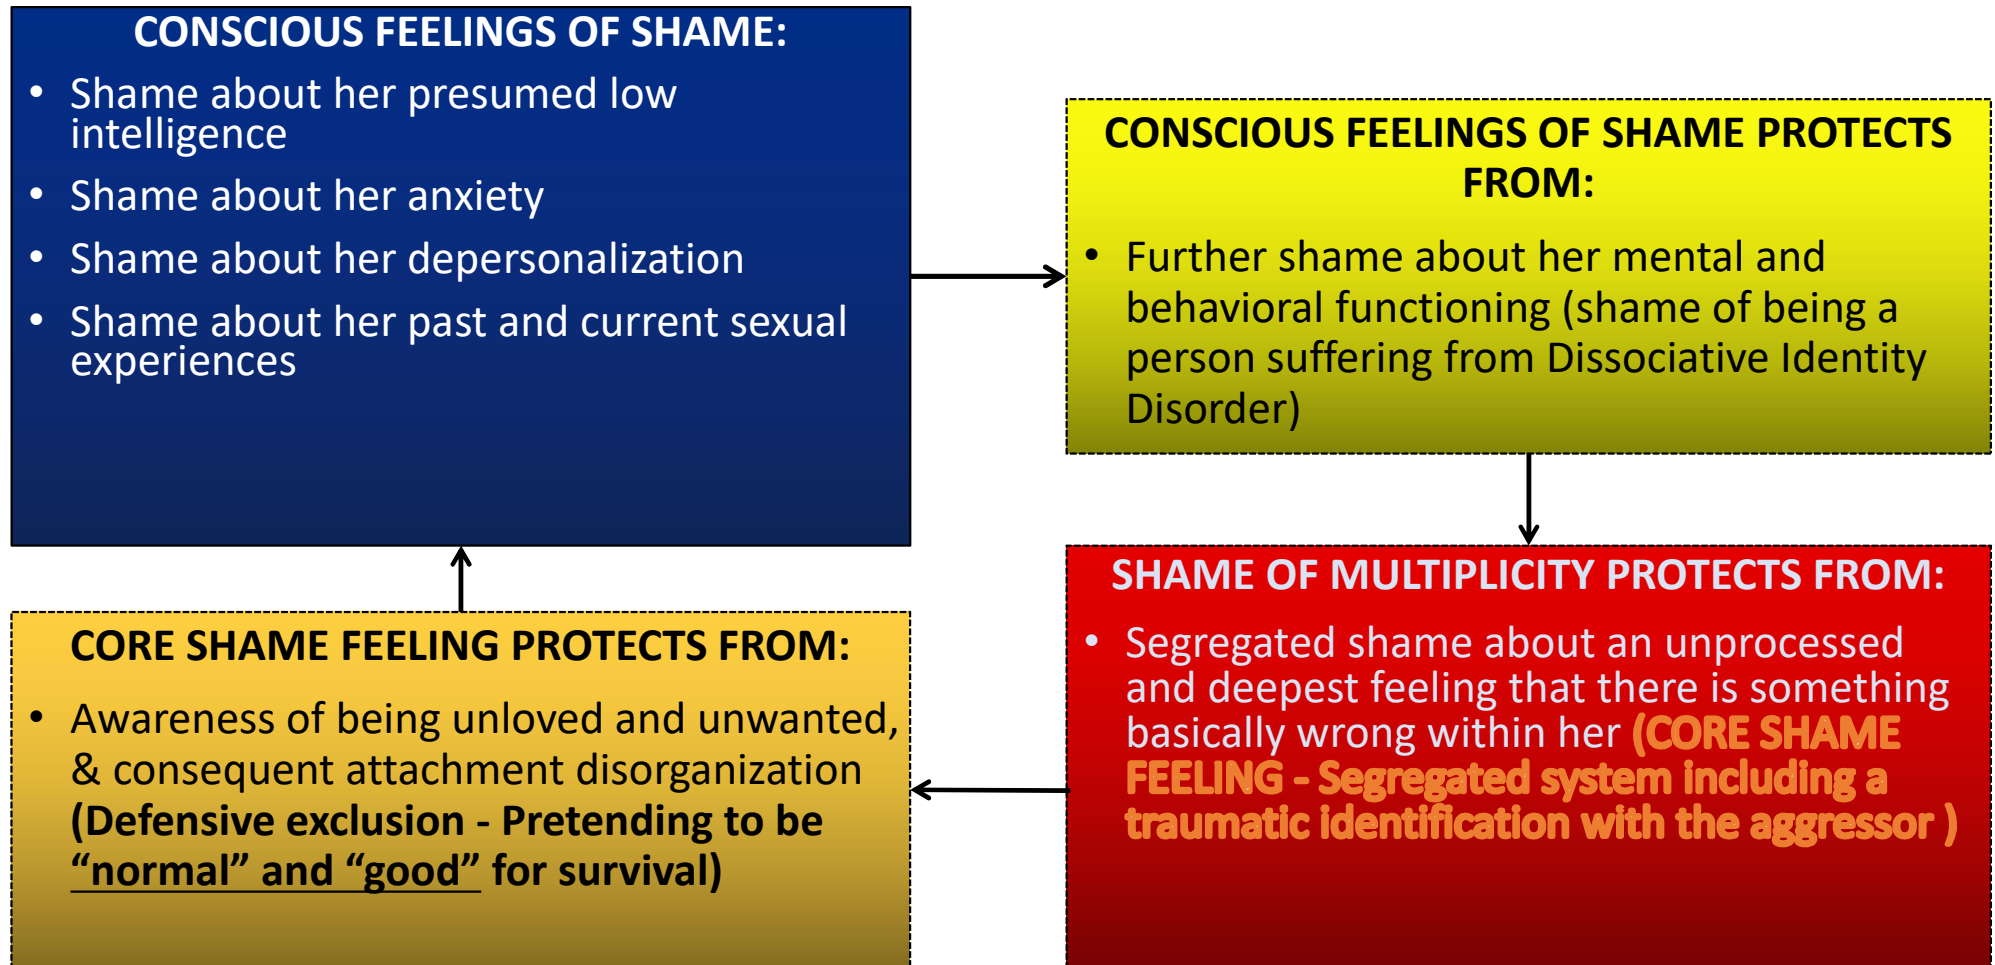 CONSCIOUS FEELINGS OF SHAME:
• Shame about her presumed low
intelligence
• Shame about her anxiety
• Shame about her depersonalization
• Shame about her past and current sexual
experiences
CONSCIOUS FEELINGS OF SHAME PROTECTS
FROM:
• Further shame about her mental and
behavioral functioning (shame of being a
person suffering from Dissociative Identity
Disorder)
SHAME OF MULTIPLICITY PROTECTS FROM:
• Segregated shame about an unprocessed
and deepest feeling that there is something
basically wrong within her (CORE SHAME
FEELING - Segregated system including a
traumatic identification with the aggressor )
CORE SHAME FEELING PROTECTS FROM:
• Awareness of being unloved and unwanted,
& consequent attachment disorganization
(Defensive exclusion - Pretending to be
“normal” and “good” for survival)